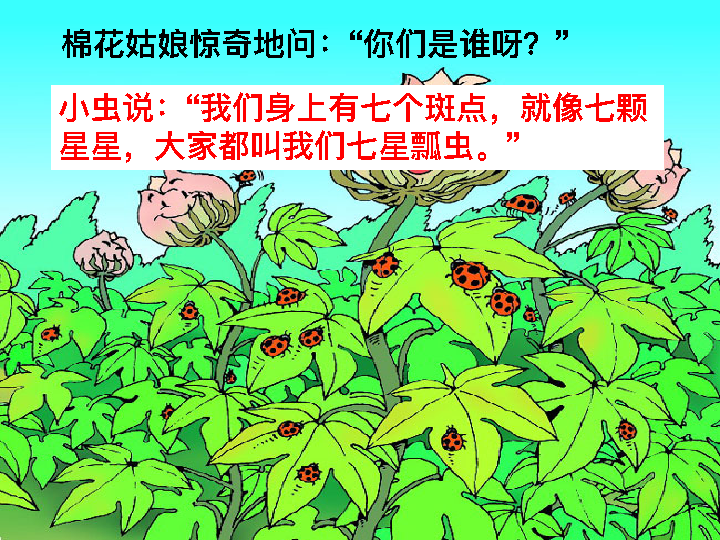 棉花姑娘惊奇地问：“你们是谁呀？”
小虫说：“我们身上有七个斑点，就像七颗
星星，大家都叫我们七星瓢虫。”